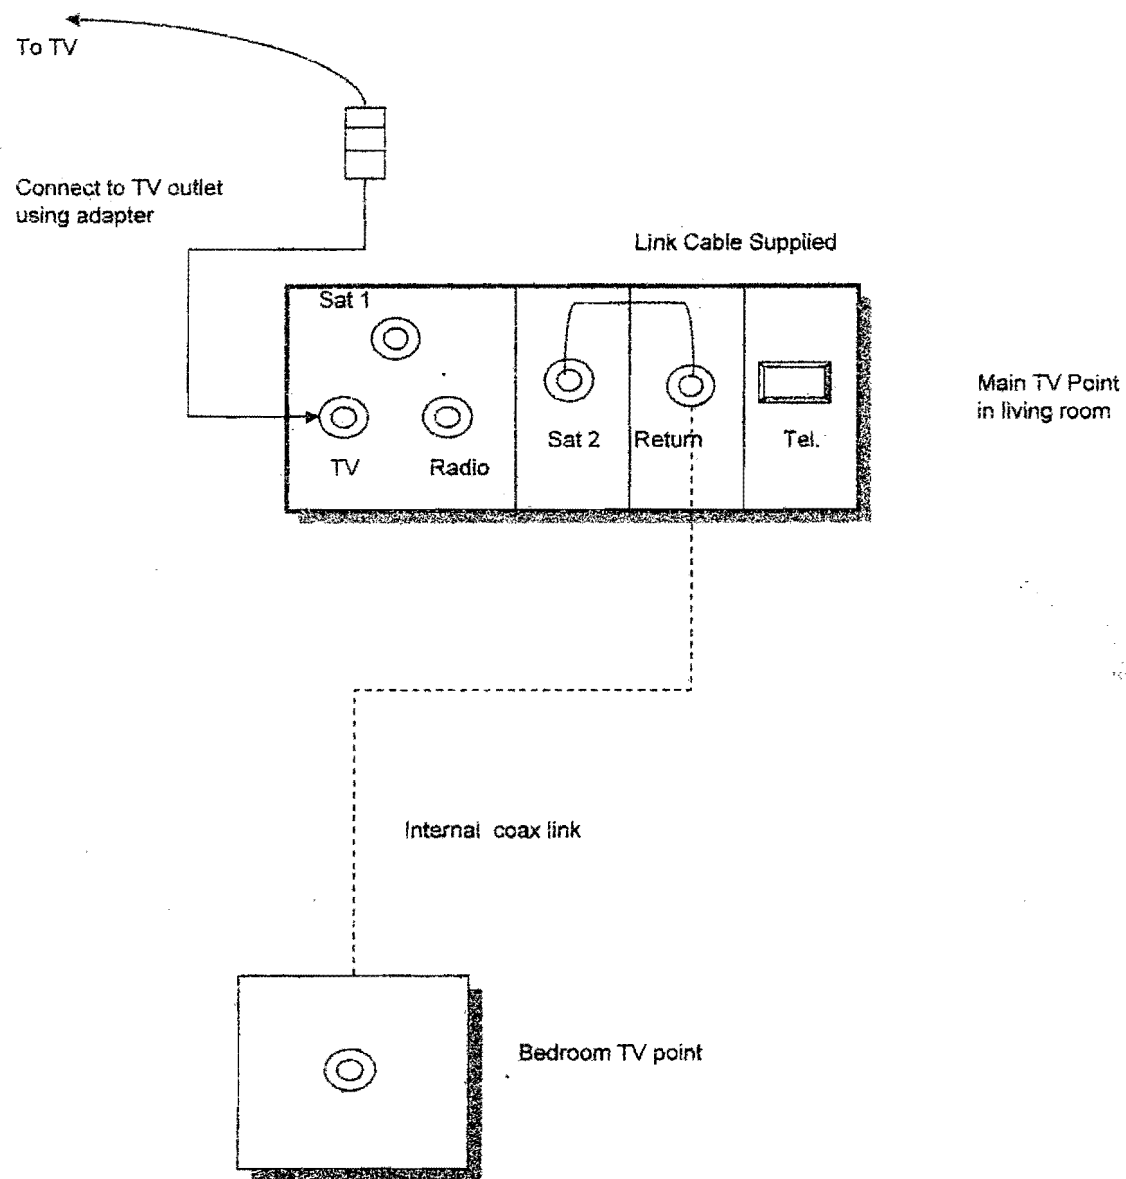 To TV
Connect to TV outlet
using adapter
Link Cable Supplied
Sat 1
TV
Radio
Sat 2
Return
Tel.
Main TV Point
in living room
Internal coax link
Bedroom TV point